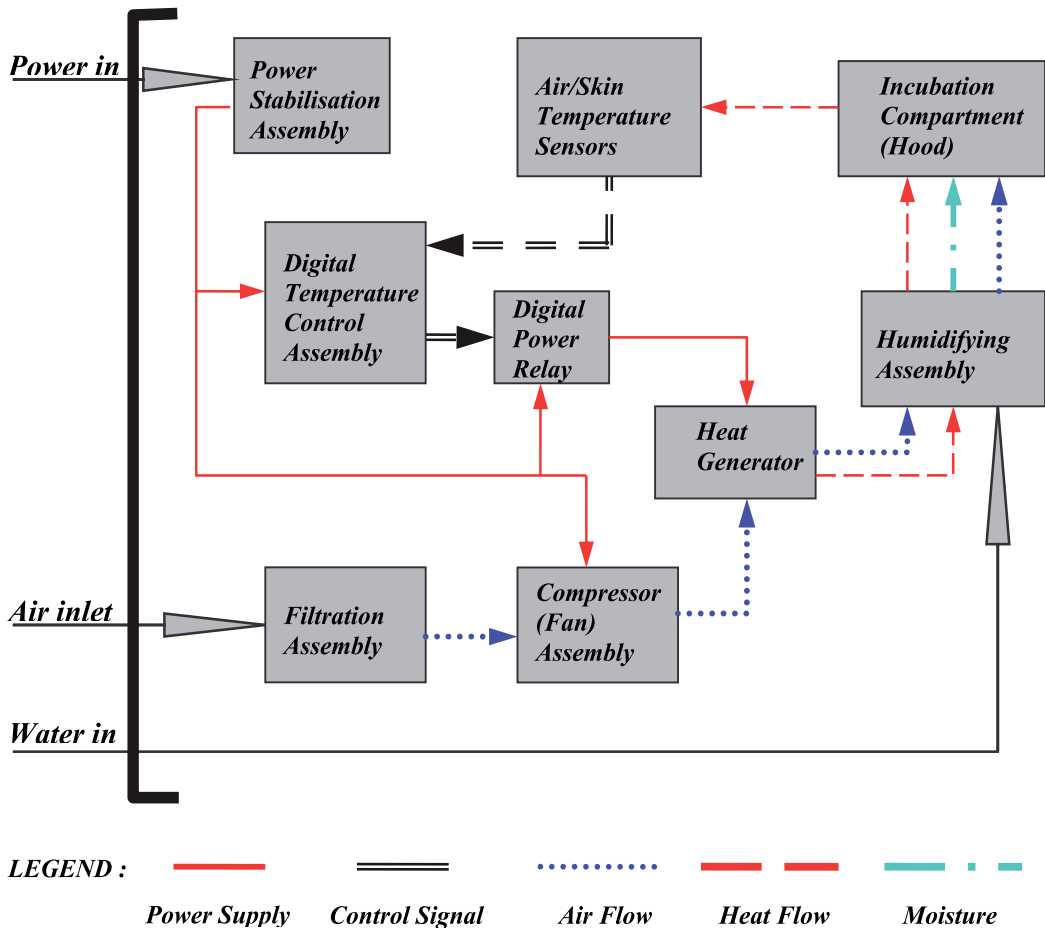 Power in
Power
Stabilisation
Assembly
Air/Skin
Temperature
Sensors
Incubation
Compartment
(Hood)
Digital
Temperature
Control
Assembly
Digital
Power
Relay
Humidifying
Assembly
Heat
Generator
Air inlet
Filtration
Assembly
Compressor
(Fan)
Assembly
Water in
LEGEND :
Power Supply
Control Signal
Air Flow
Heat Flow
Moisture